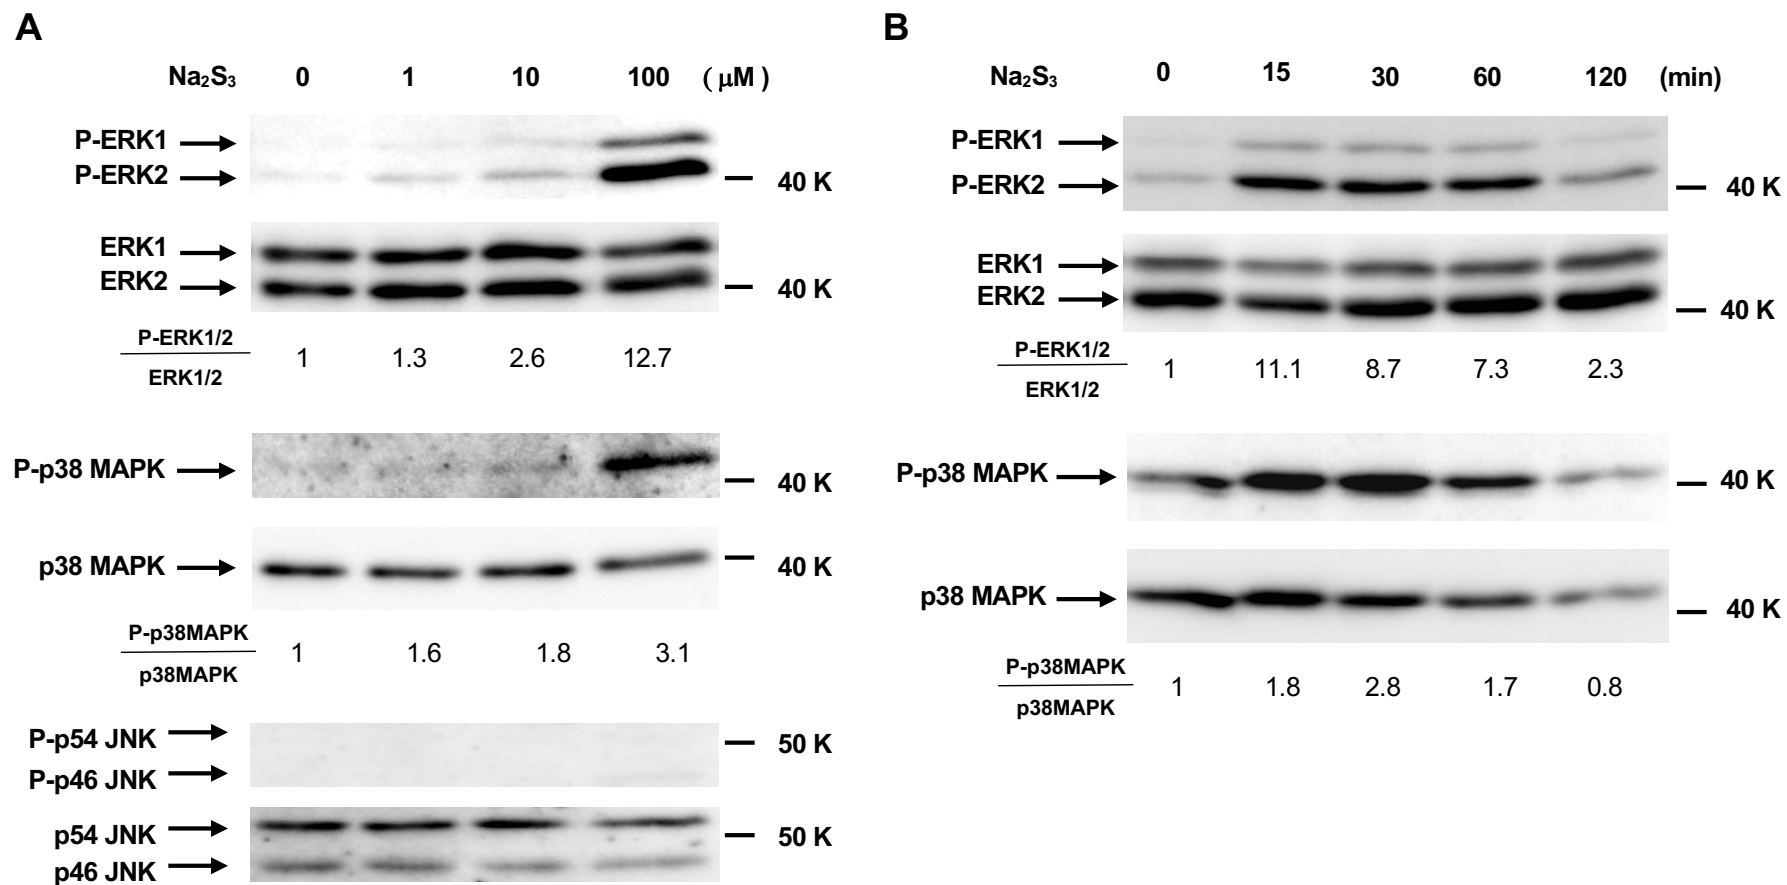 A
Na₂S₃ 0 1 10 100 ( μM )
P-ERK1
P-ERK2
40 K
ERK1
ERK2
40 K
P-ERK1/2
ERK1/2
1 1.3 2.6 12.7
P-p38 MAPK
40 K
p38 MAPK
40 K
P-p38MAPK
p38MAPK
1 1.6 1.8 3.1
P-p54 JNK
50 K
P-p46 JNK
p54 JNK
50 K
p46 JNK
B
Na₂S₃ 0 15 30 60 120 (min)
P-ERK1
P-ERK2
40 K
ERK1
ERK2
40 K
P-ERK1/2
ERK1/2
1 11.1 8.7 7.3 2.3
P-p38 MAPK
40 K
p38 MAPK
40 K
P-p38MAPK
p38MAPK
1 1.8 2.8 1.7 0.8